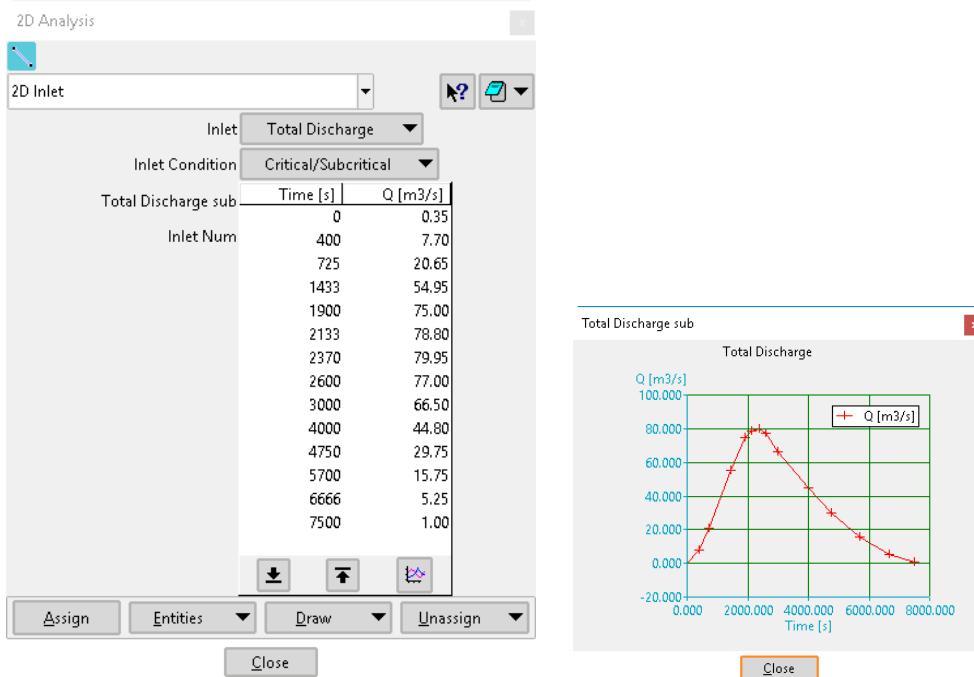 2D Analysis
2D Inlet
Inlet Total Discharge
Inlet Condition Critical/Subcritical
Total Discharge sub
Inlet Num
Time [s] Q [m3/s]
0 0.35
400 7.70
725 20.65
1433 54.95
1900 75.00
2133 78.80
2370 79.95
2600 77.00
3000 66.50
4000 44.80
4750 29.75
5700 15.75
6666 5.25
7500 1.00
Assign Entities Draw Unassign
Close
Total Discharge sub
Total Discharge
Q [m3/s]
100.000
80.000
60.000
40.000
20.000
0.000
-20.000
Q [m3/s]
0.000 2000.000 4000.000 6000.000 8000.000
Time [s]
Close